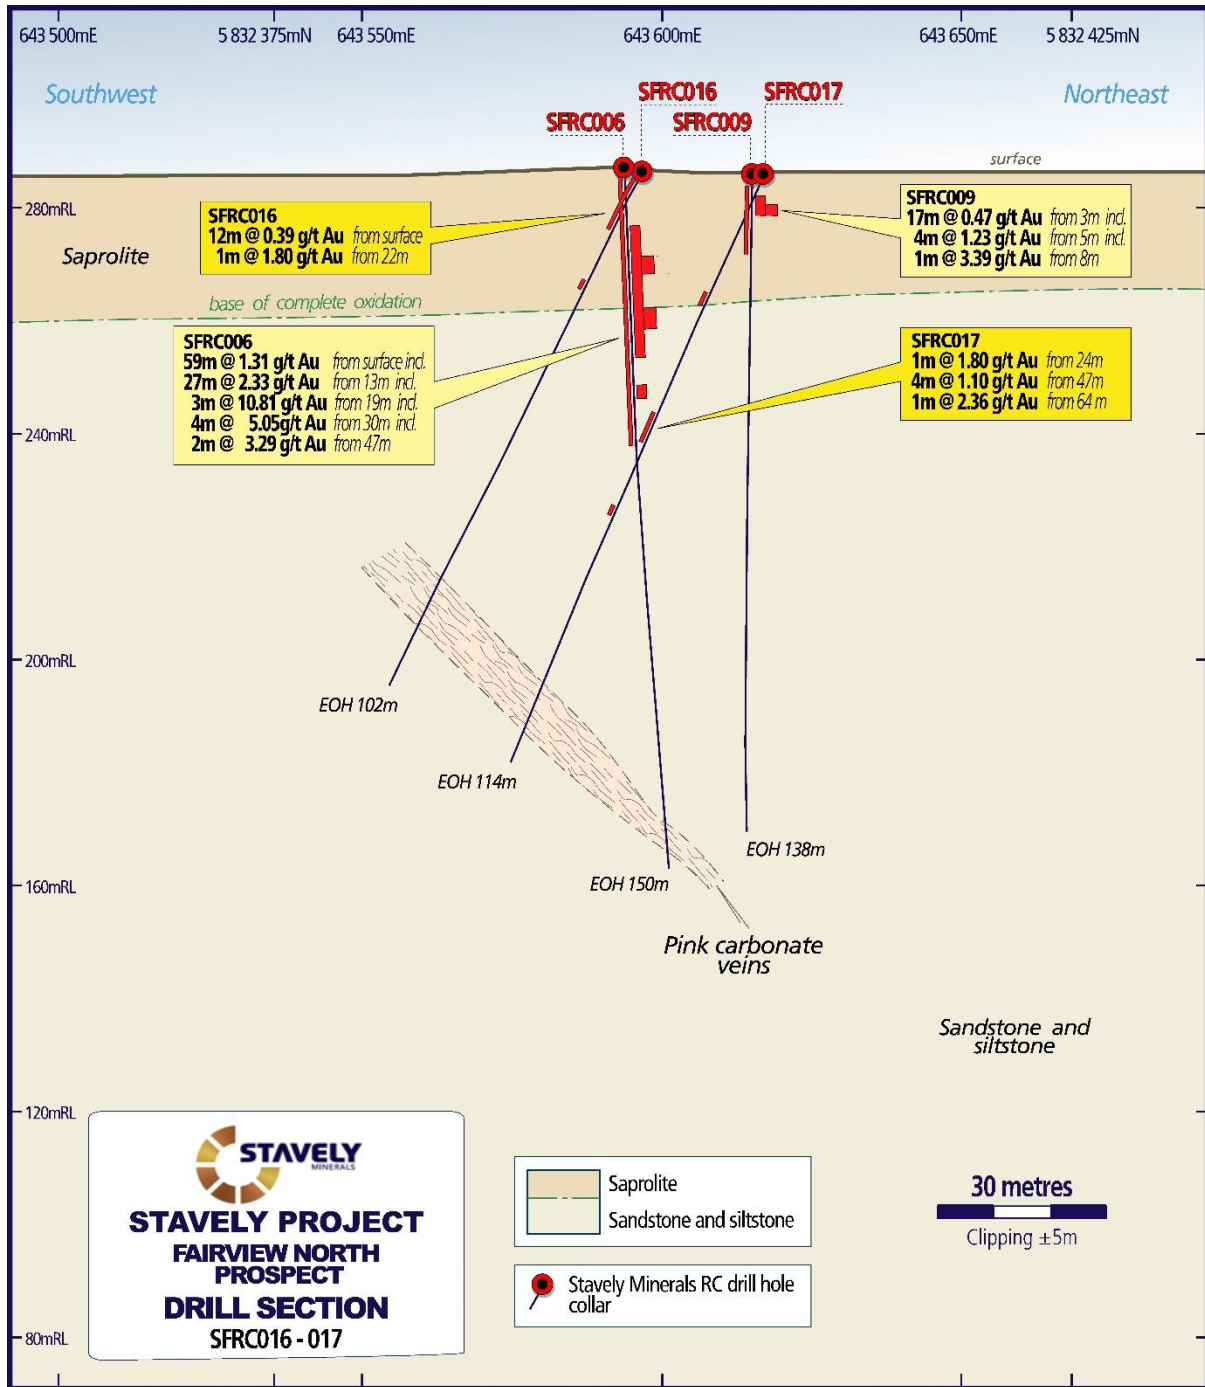 643 500mE
5 832 375mN
643 550mE
643 600mE
643 650mE
5 832 425mN
Southwest
Northeast
SFRC016
SFRC017
SFRC006
SFRC009
surface
280mRL
SFRC016
12m @ 0.39 g/t Au from surface
1m @ 1.80 g/t Au from 22m
SFRC009
17m @ 0.47 g/t Au from 3m incl.
4m @ 1.23 g/t Au from 5m incl.
1m @ 3.39 g/t Au from 8m
Saprolite
base of complete oxidation
SFRC006
59m @ 1.31 g/t Au from surface incl.
27m @ 2.33 g/t Au from 13m incl.
3m @ 10.81 g/t Au from 19m incl.
4m @ 5.05g/t Au from 30m incl.
2m @ 3.29 g/t Au from 47m
SFRC017
1m @ 1.80 g/t Au from 24m
4m @ 1.10 g/t Au from 47m
1m @ 2.36 g/t Au from 64 m
240mRL
200mRL
EOH 102m
EOH 114m
EOH 138m
EOH 150m
160mRL
Pink carbonate
veins
Sandstone and
siltstone
120mRL
STAVELY
MINERALS
STAVELY PROJECT
FAIRVIEW NORTH
PROSPECT
DRILL SECTION
SFRC016 - 017
Saprolite
Sandstone and siltstone
Stavely Minerals RC drill hole
collar
30 metres
Clipping ±5m
80mRL